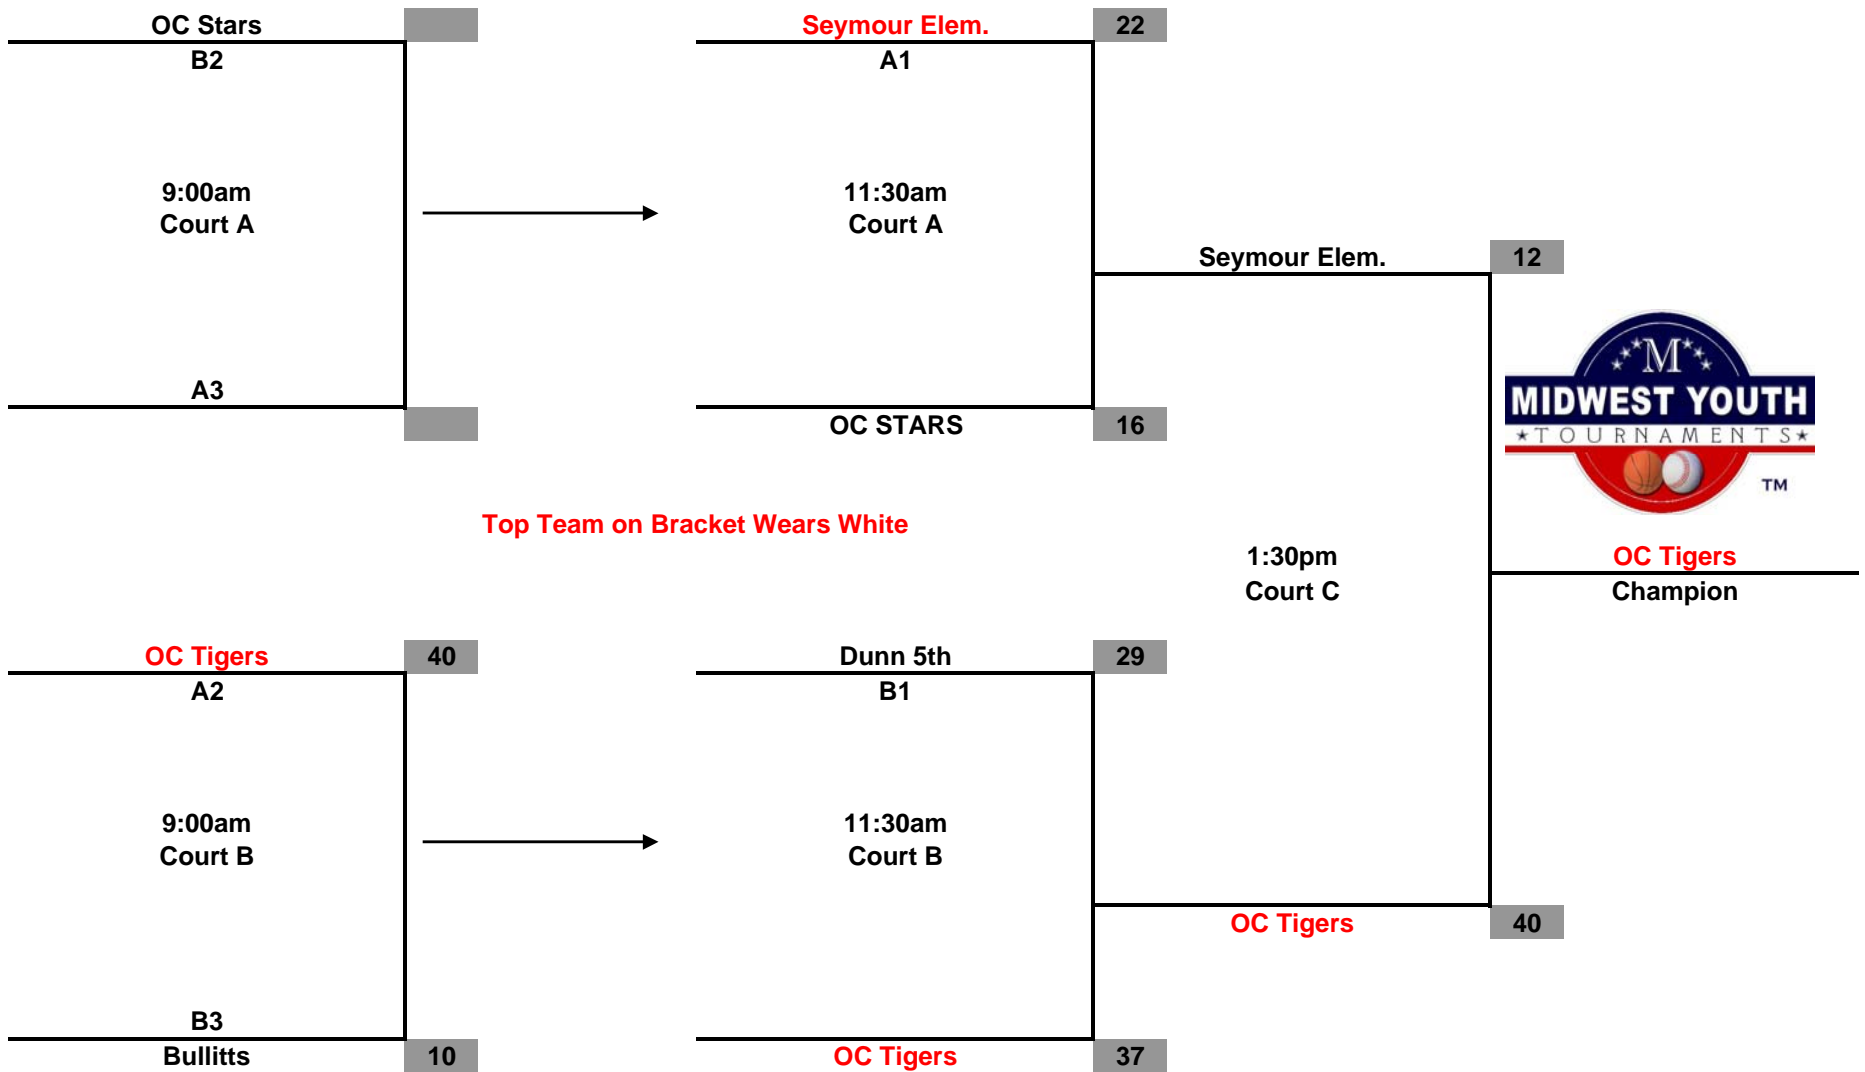 OC Stars
B2
9:00am
Court A
A3
Seymour Elem. 22
A1
11:30am
Court A
OC STARS 16
Seymour Elem. 12
M
MIDWEST YOUTH
TOURNAMENTS
TM
Top Team on Bracket Wears White
1:30pm
Court C
OC Tigers
Champion
OC Tigers 40
A2
9:00am
Court B
B3
Bullitts 10
Dunn 5th 29
B1
11:30am
Court B
OC Tigers 37
OC Tigers 40